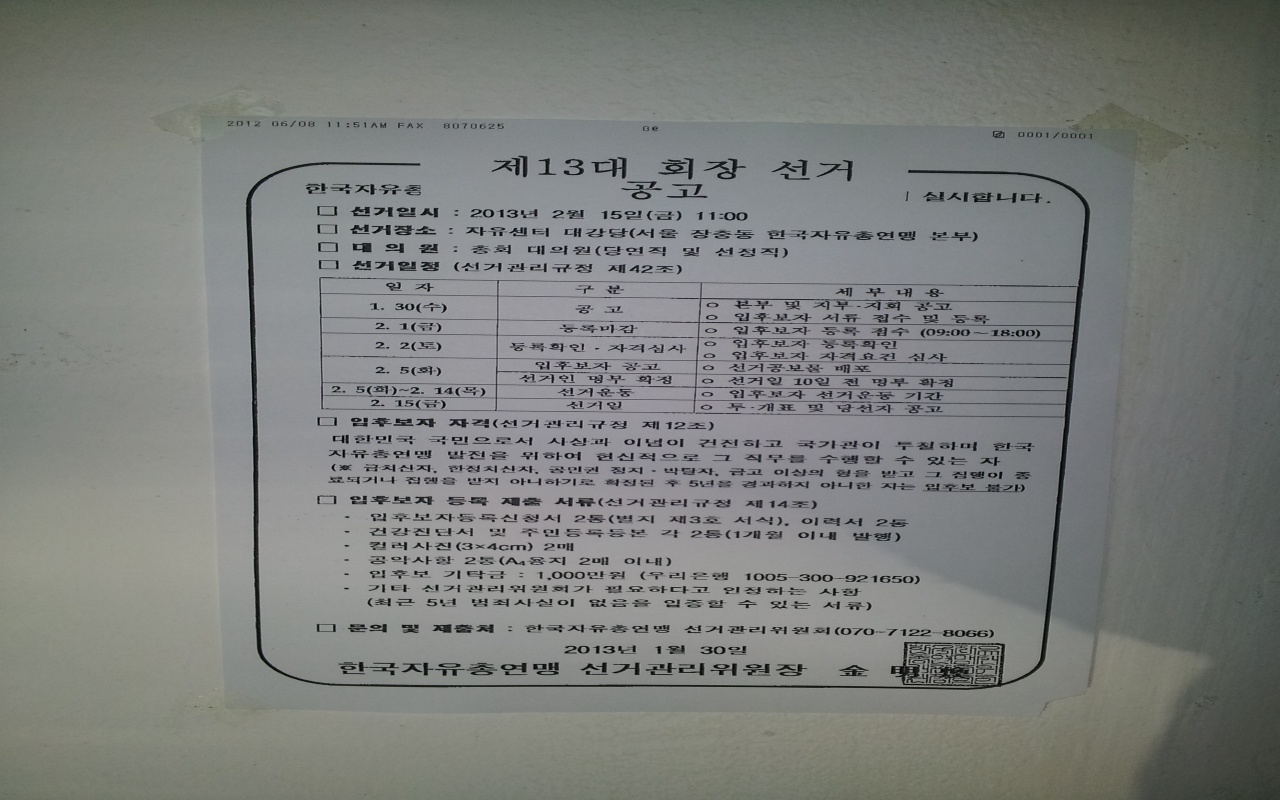 2012 06/08 11:51AM FAX 8070625
0001/0001
제13대 회장 선거
공고
한국자유총
실시합니다.
□ 선거일시 : 2013년 2월 15일(금) 11:00
□ 선거장소 : 자유센터 대강당(서울 장충동 한국자유총연맹 본부)
□ 대 의 원 : 총회 대의원(당연직 및 선정직)
□ 선거일정 (선거관리규정 제42조)
일 자 구 분 세 부 내 용
1. 30(수) 공 고 ○ 본부 및 지부·지회 공고
○ 입후보자 서류 접수 및 등록
2. 1(금) 등록마감 ○ 입후보자 등록 접수 (09:00～18:00)
2. 2(토) 등록확인·자격심사 ○ 입후보자 등록확인
○ 입후보자 자격요건 심사
2. 5(화) 입후보자 공고 ○ 선거공보물 배포
선거인 명부 확정 ○ 선거일 10일 전 명부 확정
2. 5(화)~2. 14(목) 선거운동 ○ 입후보자 선거운동 기간
2. 15(금) 선거일 ○ 투·개표 및 당선자 공고
□ 입후보자 자격(선거관리규정 제12조)
대한민국 국민으로서 사상과 이념이 건전하고 국가관이 투철하며 한국
자유총연맹 발전을 위하여 헌신적으로 그 직무를 수행할 수 있는 자
(※ 금치산자, 한정치산자, 공민권 정지·박탈자, 금고 이상의 형을 받고 그 집행이 종
료되거나 집행을 받지 아니하기로 확정된 후 5년을 경과하지 아니한 자는 입후보 불가)
□ 입후보자 등록 제출 서류(선거관리규정 제14조)
· 입후보자등록신청서 2통(별지 제3호 서식), 이력서 2통
· 건강진단서 및 주민등록등본 각 2통(1개월 이내 발행)
· 컬러사진(3×4cm) 2매
· 공약사항 2통(A₄용지 2매 이내)
· 입후보 기탁금 : 1,000만원 (우리은행 1005-300-921650)
· 기타 선거관리위원회가 필요하다고 인정하는 사항
(최근 5년 범죄사실이 없음을 입증할 수 있는 서류)
□ 문의 및 제출처 : 한국자유총연맹 선거관리위원회(070-7122-8066)
2013년 1월 30일
한국자유총연맹 선거관리위원장 金 明